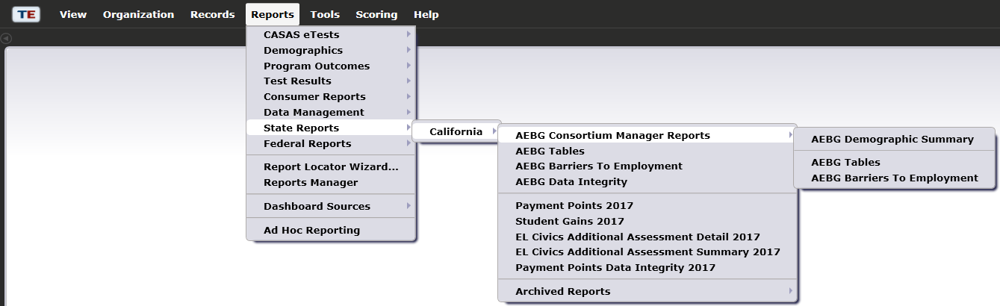 TE View Organization Records Reports Tools Scoring Help
CASAS eTests
Demographics
Program Outcomes
Test Results
Consumer Reports
Data Management
State Reports
Federal Reports
Report Locator Wizard...
Reports Manager
Dashboard Sources
Ad Hoc Reporting
California
AEBG Consortium Manager Reports
AEBG Tables
AEBG Barriers To Employment
AEBG Data Integrity
Payment Points 2017
Student Gains 2017
EL Civics Additional Assessment Detail 2017
EL Civics Additional Assessment Summary 2017
Payment Points Data Integrity 2017
Archived Reports
AEBG Demographic Summary
AEBG Tables
AEBG Barriers To Employment